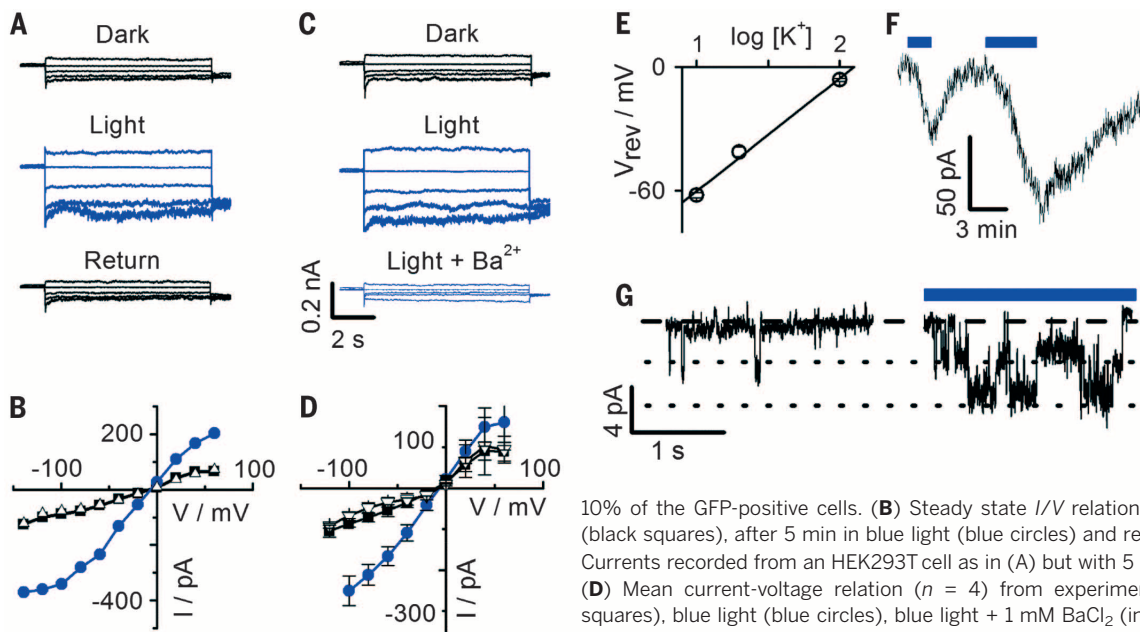 A
Dark
Light
Return
C
Dark
Light
Light + Ba²⁺
0.2 nA
2 s
E
1 log [K⁺] 2
0
-60
V_rev / mV
F
50 pA
3 min
G
4 pA
1 s
B
200
-100 100
V / mV
-400
I / pA
D
100
-100 100
V / mV
-300
I / pA
10% of the GFP-positive cells. (B) Steady state I/V relation
(black squares), after 5 min in blue light (blue circles) and re
Currents recorded from an HEK293T cell as in (A) but with 5
(D) Mean current-voltage relation (n = 4) from experimer
squares), blue light (blue circles), blue light + 1 mM BaCl₂ (in